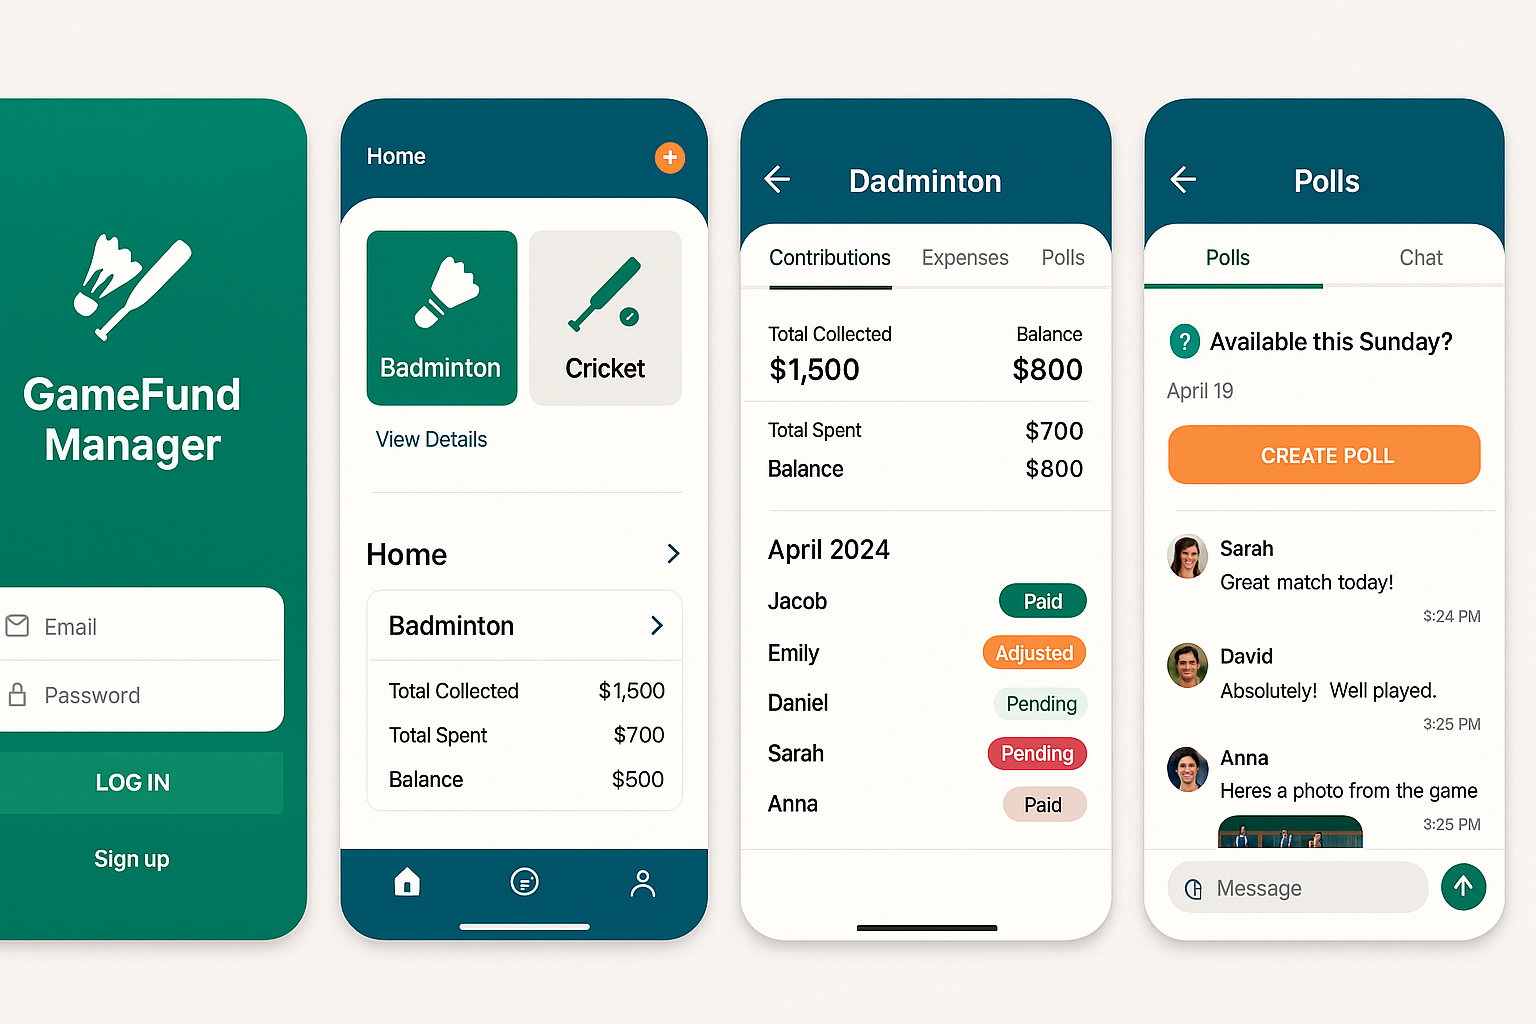 GameFund
Manager
Email
Password
LOG IN
Sign up
Home
Badminton
Cricket
View Details
Home
Badminton
Total Collected $1,500
Total Spent $700
Balance $500
Dadminton
Contributions Expenses Polls
Total Collected Balance
$1,500 $800
Total Spent $700
Balance $800
April 2024
Jacob Paid
Emily Adjusted
Daniel Pending
Sarah Pending
Anna Paid
Polls
Polls Chat
? Available this Sunday?
April 19
CREATE POLL
Sarah
Great match today!
3:24 PM
David
Absolutely! Well played.
3:25 PM
Anna
Heres a photo from the game
3:25 PM
Message